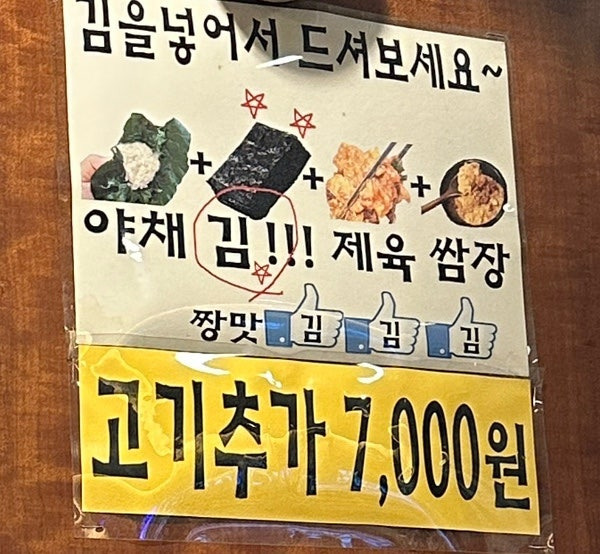 김을넣어서 드셔보세요~
+ + +
야채 김!!! 제육 쌈장
짱맛 김 김 김
고기추가 7,000원